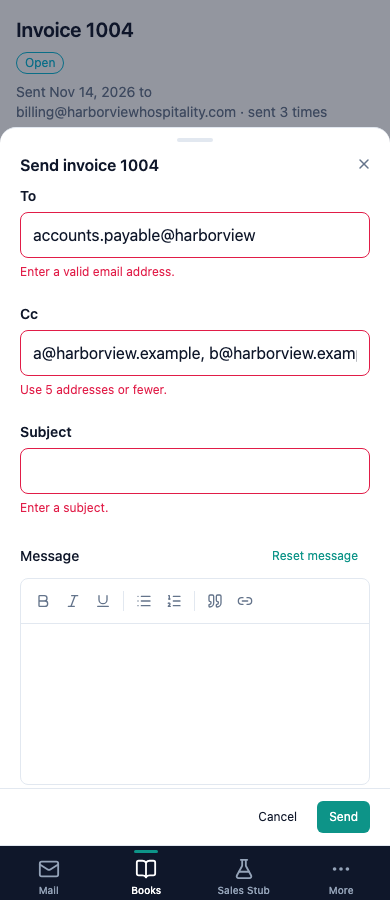 Invoice 1004
Open
Sent Nov 14, 2026 to
billing@harborviewhospitality.com · sent 3 times
Send invoice 1004
To
accounts.payable@harborview
Enter a valid email address.
Cc
a@harborview.example, b@harborview.exam
Use 5 addresses or fewer.
Subject
Enter a subject.
Message
Reset message
Cancel
Send
Mail
Books
Sales Stub
More